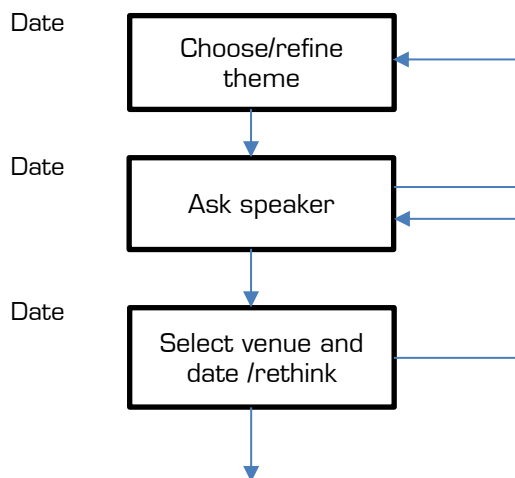 Date
Choose/refine
theme
Date
Ask speaker
Date
Select venue and
date /rethink